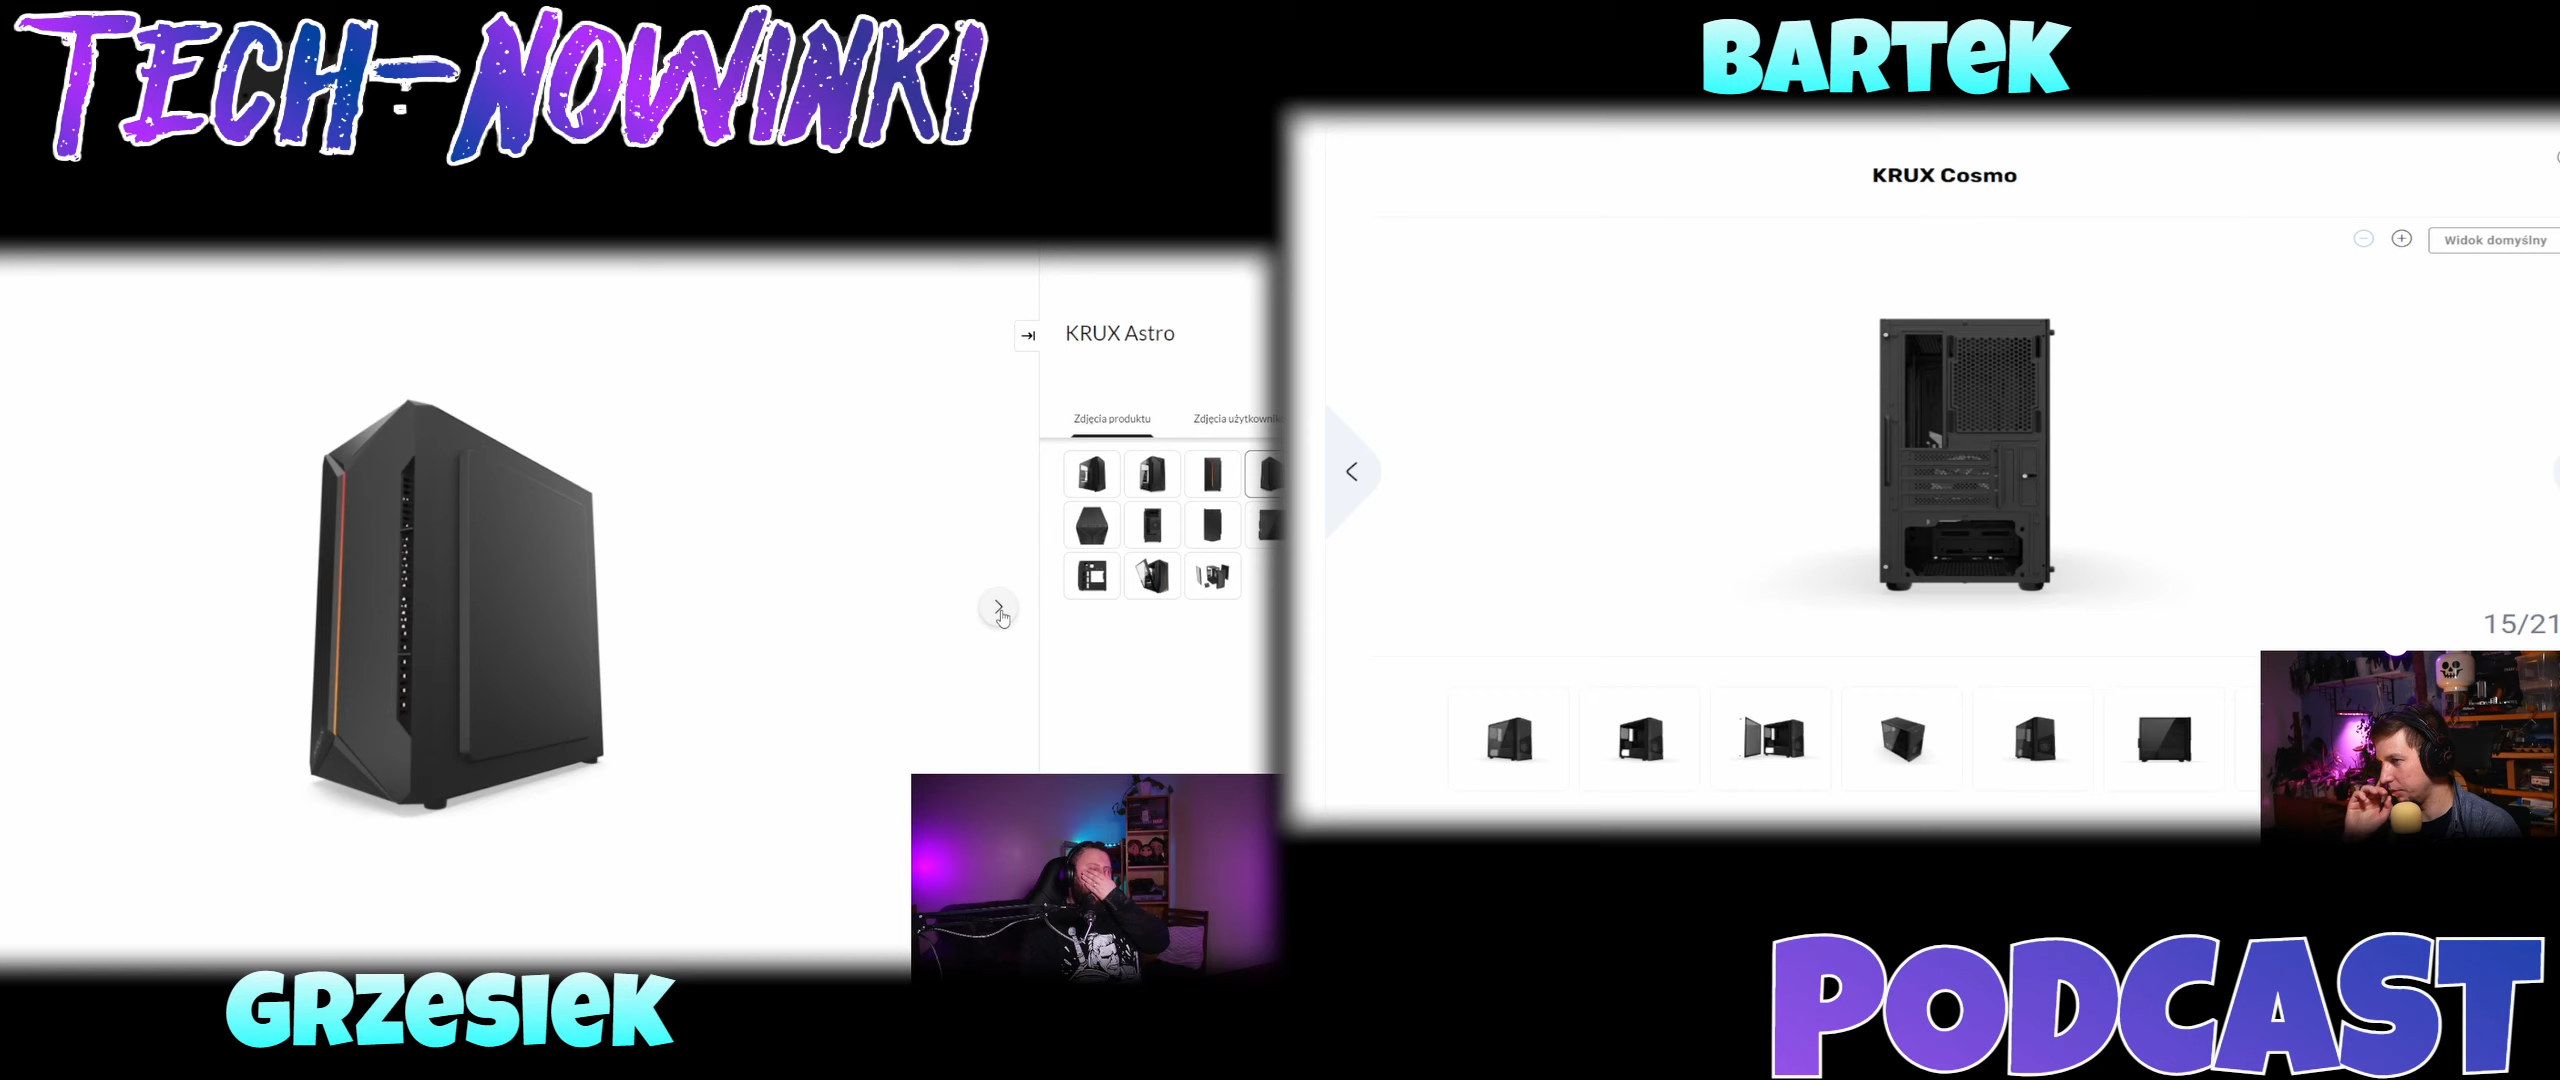 TECH-NOWINKI
BARTEK
KRUX Cosmo
Widok domyślny
KRUX Astro
Zdjęcia produktu
Zdjęcia użytkownik
15/21
GRZESIEK
PODCAST